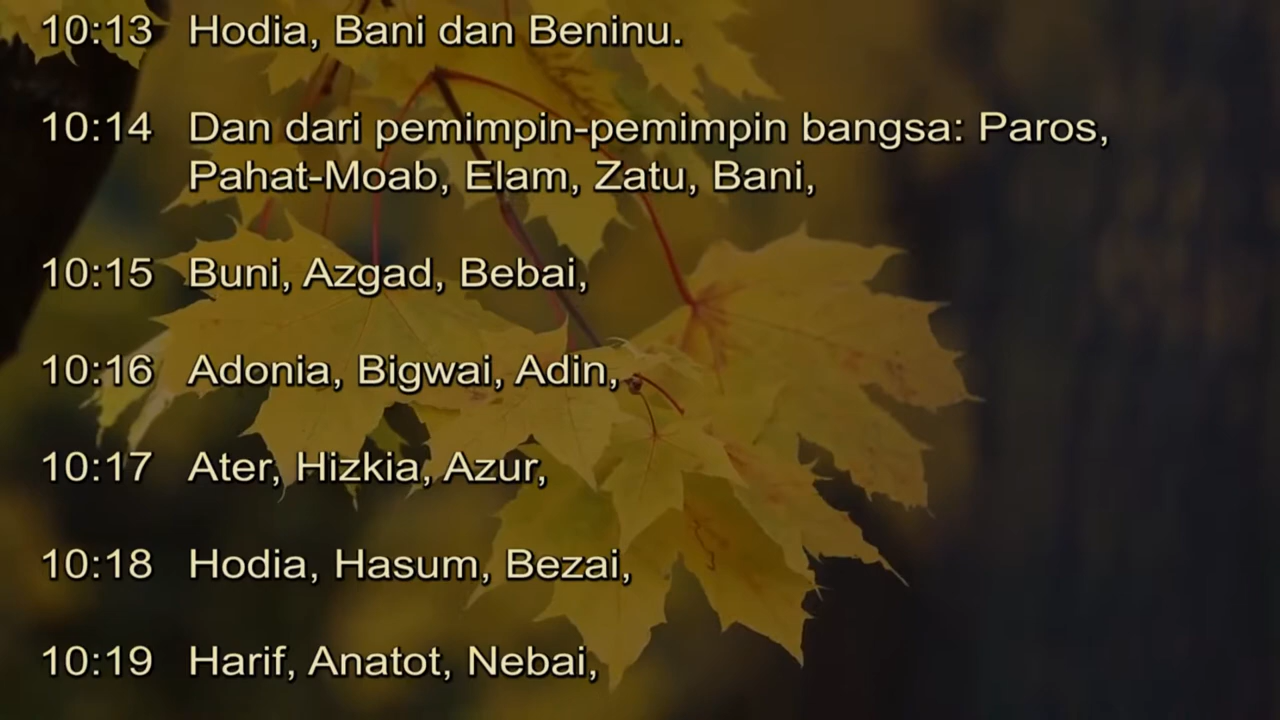 10:13 Hodia, Bani dan Beninu.
10:14 Dan dari pemimpin-pemimpin bangsa: Paros,
Pahat-Moab, Elam, Zatu, Bani,
10:15 Buni, Azgad, Bebai,
10:16 Adonia, Bigwai, Adin,
10:17 Ater, Hizkia, Azur,
10:18 Hodia, Hasum, Bezai,
10:19 Harif, Anatot, Nebai,